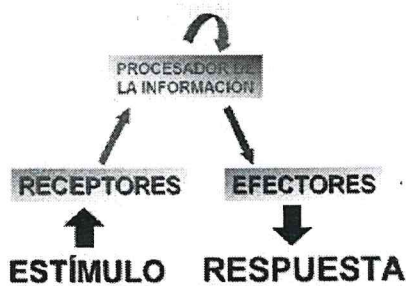 PROCESADOR DE
LA INFORMACIÓN
RECEPTORES
EFECTORES
ESTÍMULO
RESPUESTA